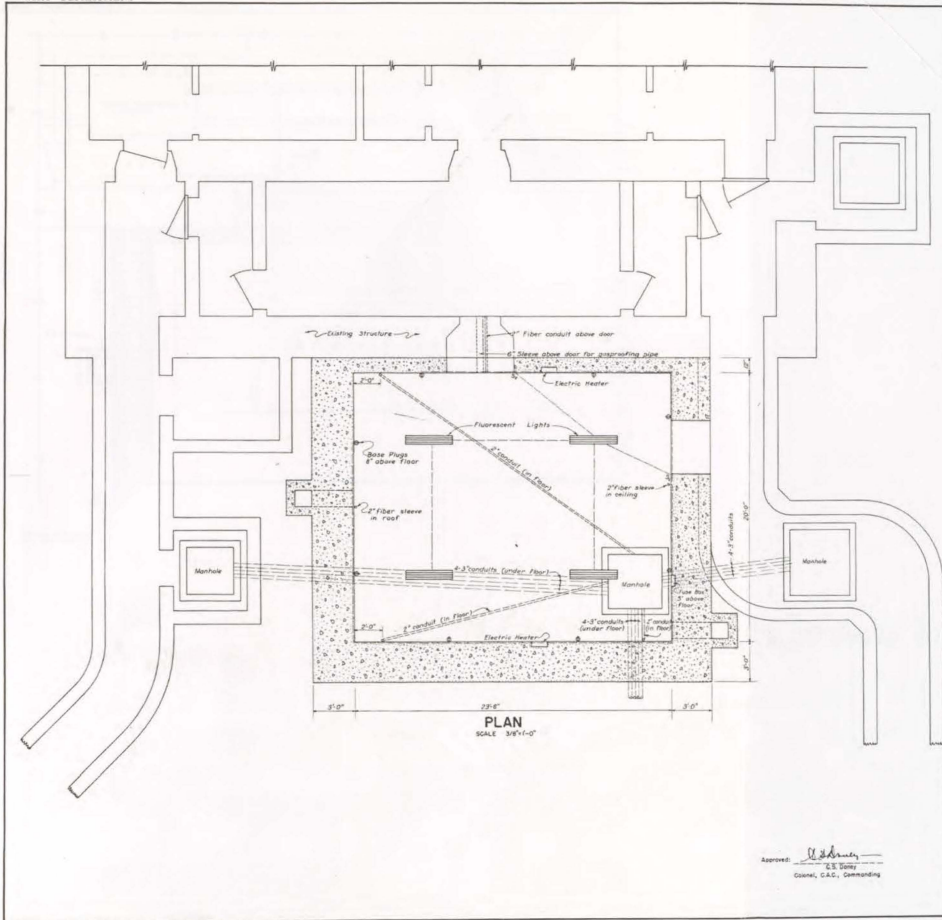 Existing Structure
1" Fiber conduit above door
6" Sleeve above door for gasproofing pipe
Electric Heater
2'-0"
Fluorescent Lights
Base Plugs
8" above floor
2" conduit (in floor)
2" fiber sleeve
in ceiling
2" fiber sleeve
in roof
20'-0"
4-3" conduits
Manhole
4-3" conduits (under floor)
Manhole
Manhole
Fuse Box
5' above
Floor
2" conduit (in floor)
2'-0"
Electric Heater
4-3" conduits
(under floor)
2" conduit
(in floor)
3'-0"
3'-0"
23'-6"
3'-0"
PLAN
SCALE 3/8"=1'-0"
Approved:
Colonel, C.A.C., Commanding